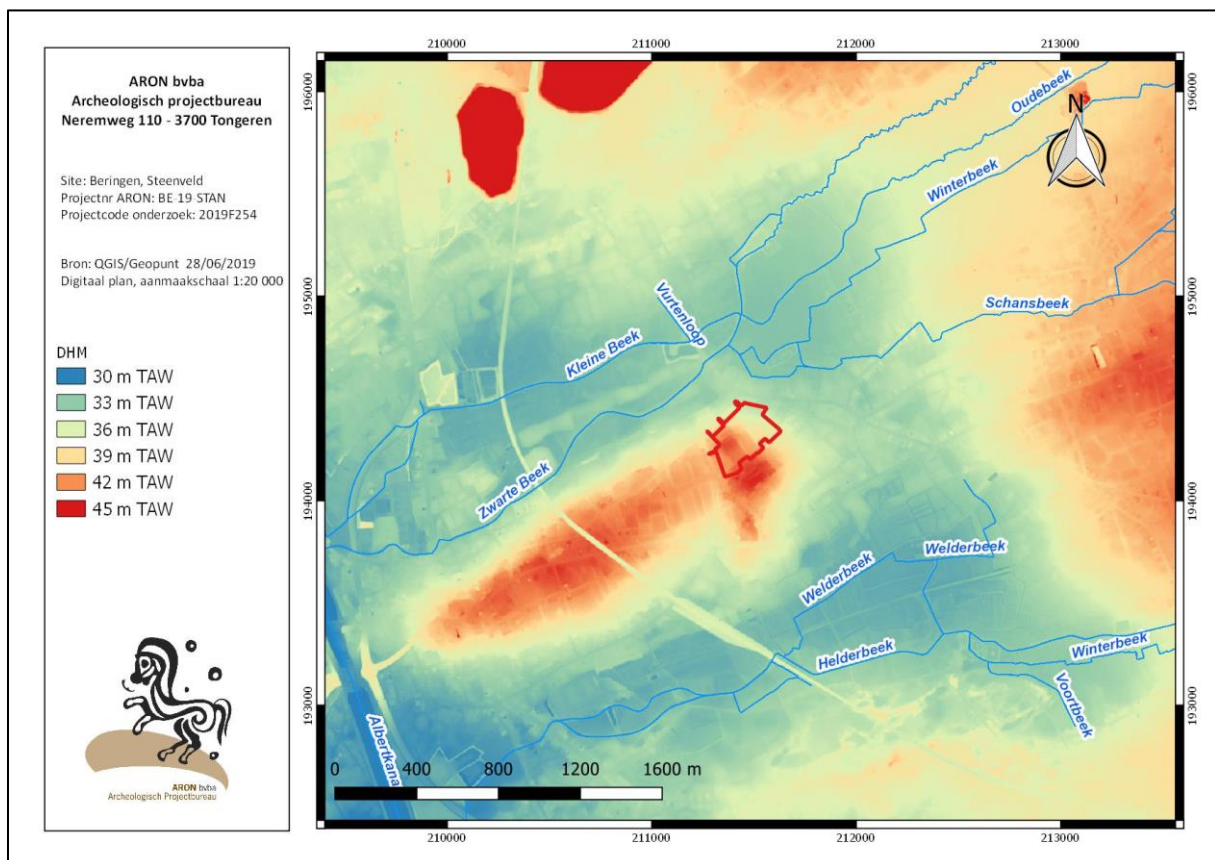 ARON bvba
Archeologisch projectbureau
Neremweg 110 - 3700 Tongeren
Site: Beringen, Steenveld
Projectnr ARON: BE-19-STAN
Projectcode onderzoek: 2019F254
Bron: QGIS/Geopunt 28/06/2019
Digitaal plan, aanmaakschaal 1:20 000
DHM
30 m TAW
33 m TAW
36 m TAW
39 m TAW
42 m TAW
45 m TAW
ARON bvba
Archeologisch Projectbureau
210000
211000
212000
213000
196000
196000
195000
195000
194000
194000
193000
193000
N
Oudebeek
Winterbeek
Schansbeek
Vurtenloop
Kleine Beek
Zwarte Beek
Welderbeek
Welderbeek
Helderbeek
Winterbeek
Voortbeek
Albertkana
0 400 800 1200 1600 m
210000
211000
212000
213000